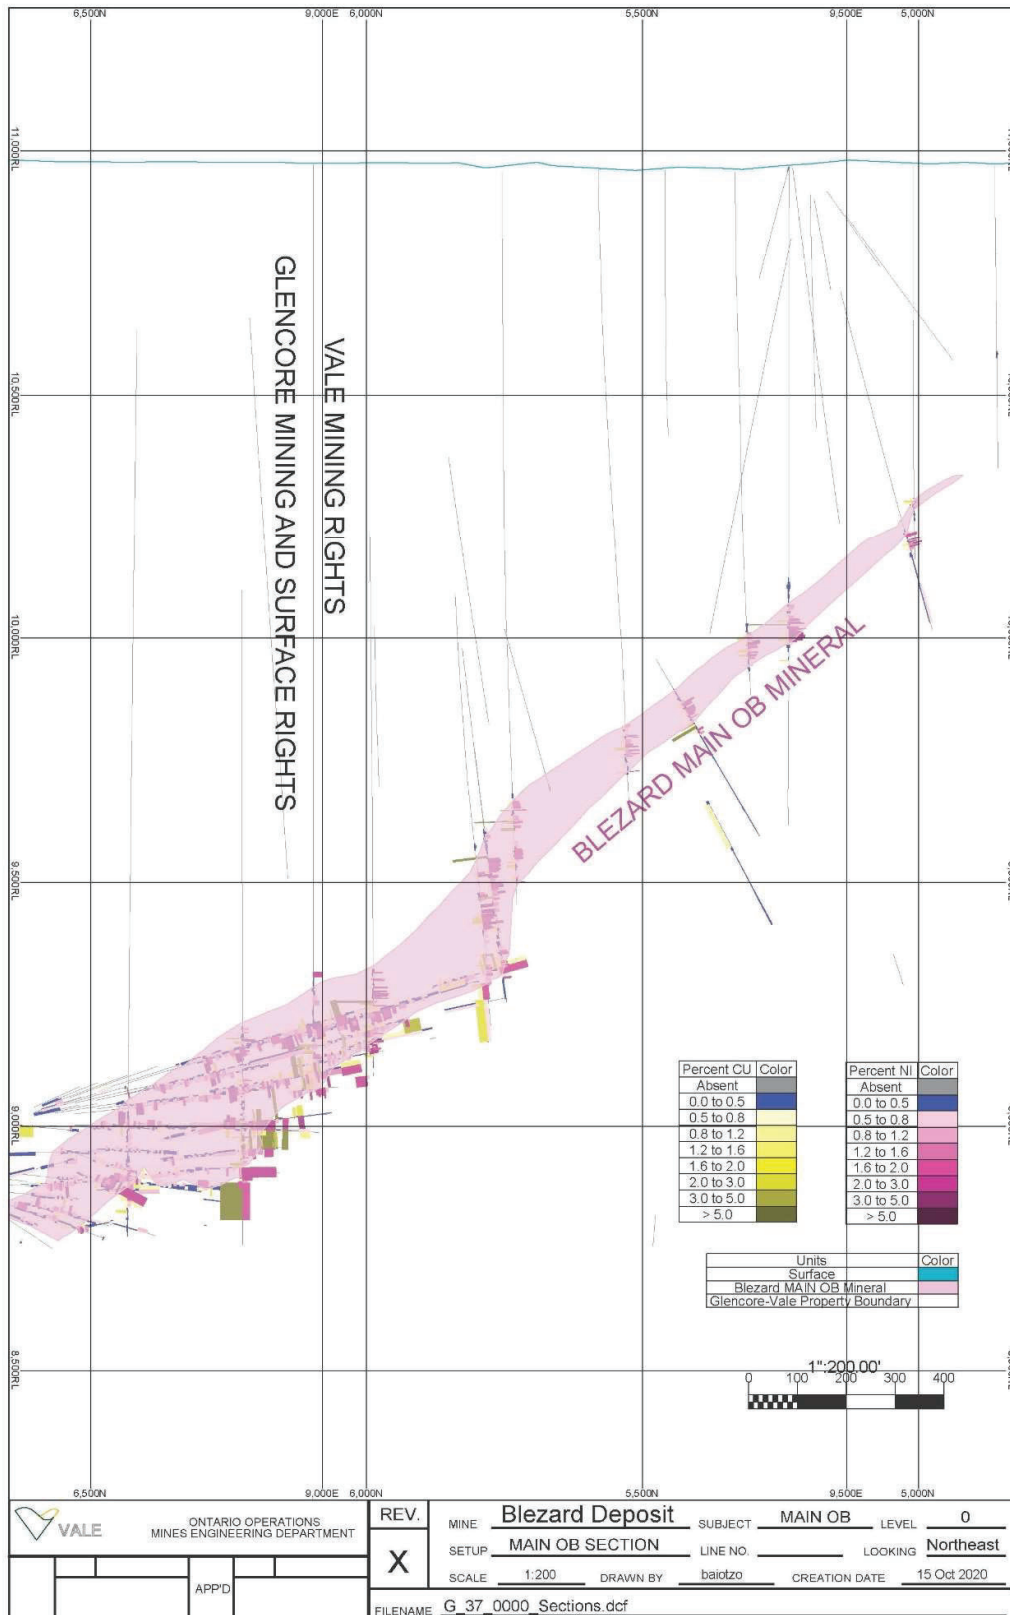 6,500N 9,000E 6,000N 5,500N 9,500E 5,000N
11,000RL
10,500RL
10,000RL
9,500RL
9,000RL
8,500RL
GLENCORE MINING AND SURFACE RIGHTS
VALE MINING RIGHTS
BLEZARD MAIN OB MINERAL
Percent CU Color
Absent
0.0 to 0.5
0.5 to 0.8
0.8 to 1.2
1.2 to 1.6
1.6 to 2.0
2.0 to 3.0
3.0 to 5.0
> 5.0
Percent NI Color
Absent
0.0 to 0.5
0.5 to 0.8
0.8 to 1.2
1.2 to 1.6
1.6 to 2.0
2.0 to 3.0
3.0 to 5.0
> 5.0
Units Color
Surface
Blezard MAIN OB Mineral
Glencore-Vale Property Boundary
1":200.00'
0 100 200 300 400
6,500N 9,000E 6,000N 5,500N 9,500E 5,000N
VALE
ONTARIO OPERATIONS
MINES ENGINEERING DEPARTMENT
APP'D
REV.
X
MINE Blezard Deposit SUBJECT MAIN OB LEVEL 0
SETUP MAIN OB SECTION LINE NO. LOOKING Northeast
SCALE 1:200 DRAWN BY baiotzo CREATION DATE 15 Oct 2020
FILENAME G_37_0000_Sections.dcf